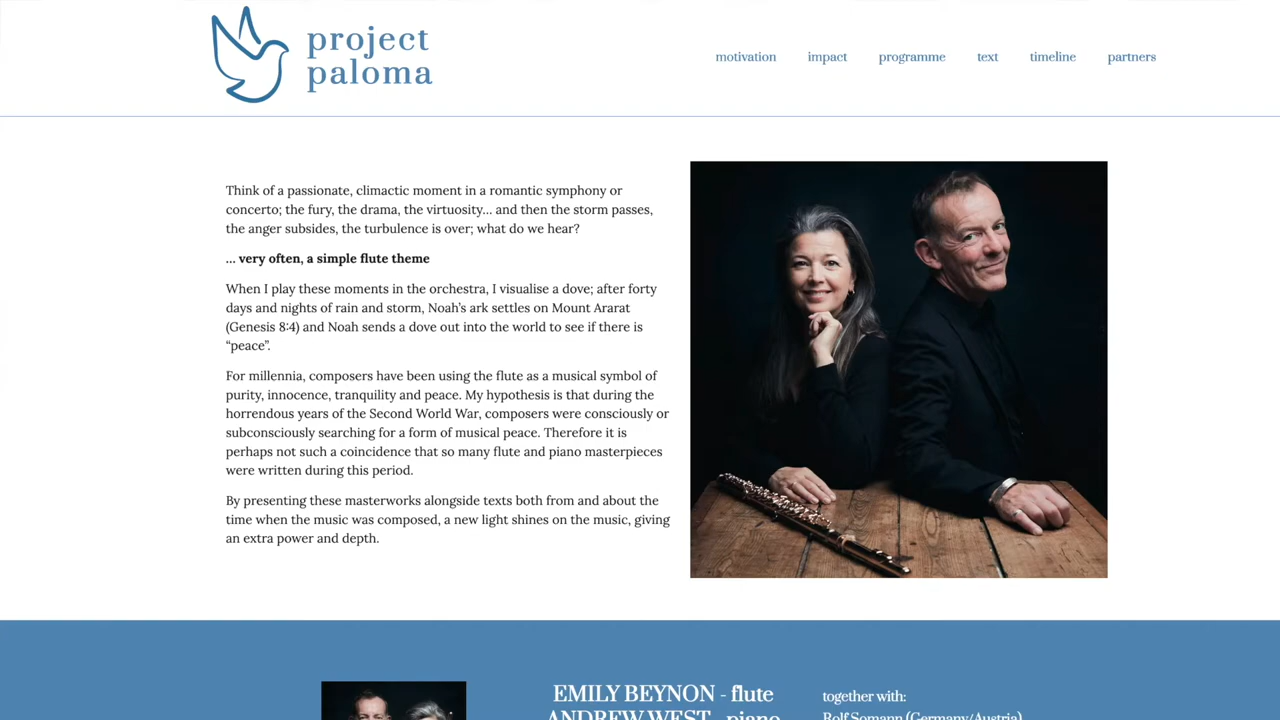 project
paloma
motivation impact programme text timeline partners
Think of a passionate, climactic moment in a romantic symphony or
concerto; the fury, the drama, the virtuosity... and then the storm passes,
the anger subsides, the turbulence is over; what do we hear?
... very often, a simple flute theme
When I play these moments in the orchestra, I visualise a dove; after forty
days and nights of rain and storm, Noah's ark settles on Mount Ararat
(Genesis 8:4) and Noah sends a dove out into the world to see if there is
“peace”.
For millennia, composers have been using the flute as a musical symbol of
purity, innocence, tranquility and peace. My hypothesis is that during the
horrendous years of the Second World War, composers were consciously or
subconsciously searching for a form of musical peace. Therefore it is
perhaps not such a coincidence that so many flute and piano masterpieces
were written during this period.
By presenting these masterworks alongside texts both from and about the
time when the music was composed, a new light shines on the music, giving
an extra power and depth.
EMILY BEYNON - flute
ANDREW WEST - piano
together with:
Rolf Somann (Germany/Austria)